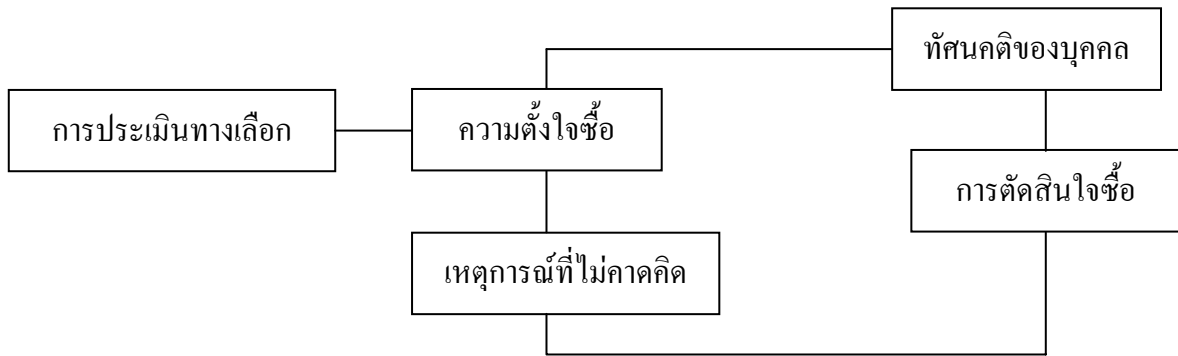 ทัศนคติของบุคคล
การประเมินทางเลือก
ความตั้งใจซื้อ
การตัดสินใจซื้อ
เหตุการณ์ที่ไม่คาดคิด